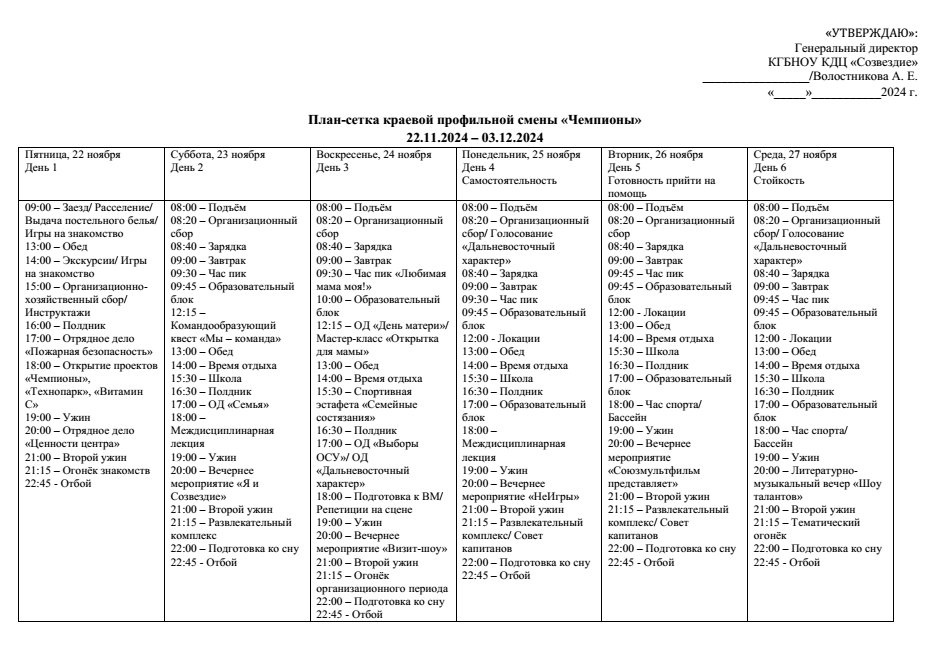 «УТВЕРЖДАЮ»:
Генеральный директор
КГБНОУ КДЦ «Созвездие»
________________/Волостникова А. Е.
«_____»___________2024 г.
План-сетка краевой профильной смены «Чемпионы»
22.11.2024 – 03.12.2024
Пятница, 22 ноября
День 1
09:00 – Заезд/ Расселение/
Выдача постельного белья/
Игры на знакомство
13:00 – Обед
14:00 – Экскурсии/ Игры
на знакомство
15:00 – Организационно-
хозяйственный сбор/
Инструктажи
16:00 – Полдник
17:00 – Отрядное дело
«Пожарная безопасность»
18:00 – Открытие проектов
«Чемпионы»,
«Технопарк», «Витамин
С»
19:00 – Ужин
20:00 – Отрядное дело
«Ценности центра»
21:00 – Второй ужин
21:15 – Огонёк знакомств
22:45 - Отбой
Суббота, 23 ноября
День 2
08:00 – Подъём
08:20 – Организационный
сбор
08:40 – Зарядка
09:00 – Завтрак
09:30 – Час пик
09:45 – Образовательный
блок
12:15 –
Командообразующий
квест «Мы – команда»
13:00 – Обед
14:00 – Время отдыха
15:30 – Школа
16:30 – Полдник
17:00 – ОД «Семья»
18:00 –
Междисциплинарная
лекция
19:00 – Ужин
20:00 – Вечернее
мероприятие «Я и
Созвездие»
21:00 – Второй ужин
21:15 – Развлекательный
комплекс
22:00 – Подготовка ко сну
22:45 - Отбой
Воскресенье, 24 ноября
День 3
08:00 – Подъём
08:20 – Организационный
сбор
08:40 – Зарядка
09:00 – Завтрак
09:30 – Час пик «Любимая
мама моя!»
10:00 – Образовательный
блок
12:15 – ОД «День матери»/
Мастер-класс «Открытка
для мамы»
13:00 – Обед
14:00 – Время отдыха
15:30 – Спортивная
эстафета «Семейные
состязания»
16:30 – Полдник
17:00 – ОД «Выборы
ОСУ»/ ОД
«Дальневосточный
характер»
18:00 – Подготовка к ВМ/
Репетиции на сцене
19:00 – Ужин
20:00 – Вечернее
мероприятие «Визит-шоу»
21:00 – Второй ужин
21:15 – Огонёк
организационного периода
22:00 – Подготовка ко сну
22:45 - Отбой
Понедельник, 25 ноября
День 4
Самостоятельность
08:00 – Подъём
08:20 – Организационный
сбор/ Голосование
«Дальневосточный
характер»
08:40 – Зарядка
09:00 – Завтрак
09:30 – Час пик
09:45 – Образовательный
блок
12:00 - Локации
13:00 – Обед
14:00 – Время отдыха
15:30 – Школа
16:30 – Полдник
17:00 – Образовательный
блок
18:00 –
Междисциплинарная
лекция
19:00 – Ужин
20:00 – Вечернее
мероприятие «НеИгры»
21:00 – Второй ужин
21:15 – Развлекательный
комплекс/ Совет
капитанов
22:00 – Подготовка ко сну
22:45 – Отбой
Вторник, 26 ноября
День 5
Готовность прийти на
помощь
08:00 – Подъём
08:20 – Организационный
сбор
08:40 – Зарядка
09:00 – Завтрак
09:45 – Час пик
09:45 – Образовательный
блок
12:00 - Локации
13:00 – Обед
14:00 – Время отдыха
15:30 – Школа
16:30 – Полдник
17:00 – Образовательный
блок
18:00 – Час спорта/
Бассейн
19:00 – Ужин
20:00 – Вечернее
мероприятие
«Союзмультфильм
представляет»
21:00 – Второй ужин
21:15 – Развлекательный
комплекс/ Совет
капитанов
22:00 – Подготовка ко сну
22:45 - Отбой
Среда, 27 ноября
День 6
Стойкость
08:00 – Подъём
08:20 – Организационный
сбор/ Голосование
«Дальневосточный
характер»
08:40 – Зарядка
09:00 – Завтрак
09:45 – Час пик
09:45 – Образовательный
блок
12:00 - Локации
13:00 – Обед
14:00 – Время отдыха
15:30 – Школа
16:30 – Полдник
17:00 – Образовательный
блок
18:00 – Час спорта/
Бассейн
19:00 – Ужин
20:00 – Литературно-
музыкальный вечер «Шоу
талантов»
21:00 – Второй ужин
21:15 – Тематический
огонёк
22:00 – Подготовка ко сну
22:45 - Отбой